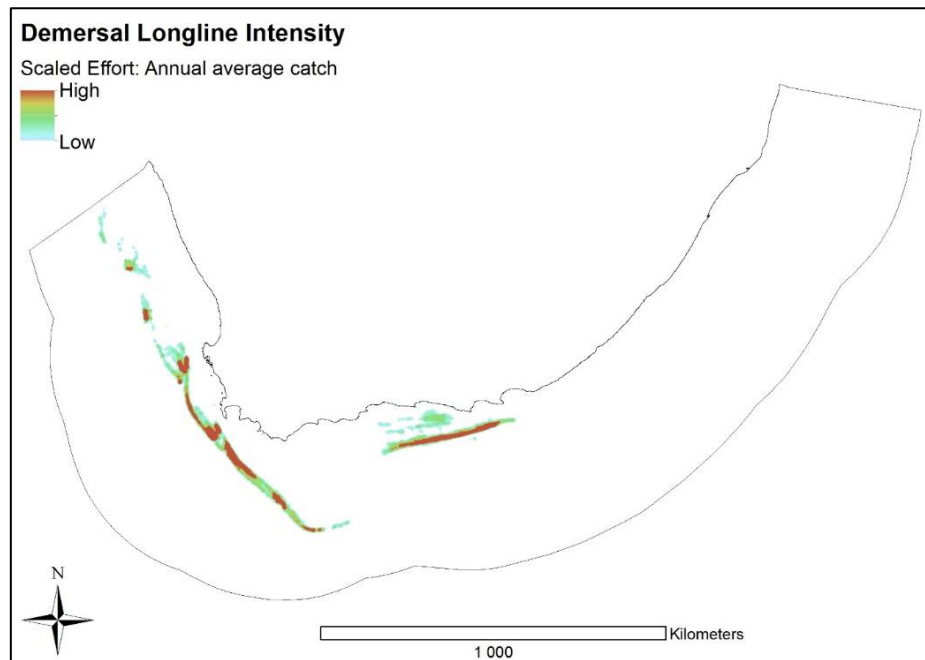 Demersal Longline Intensity
Scaled Effort: Annual average catch
High
Low
N
Kilometers
1 000